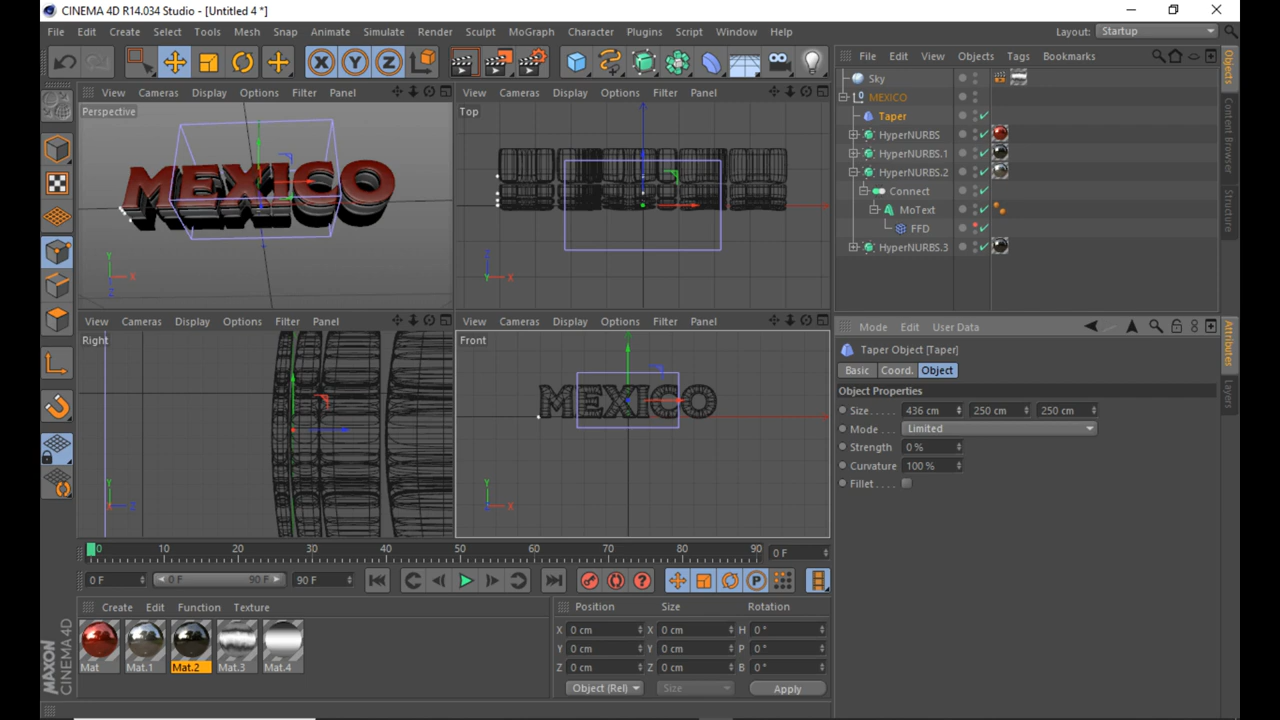 CINEMA 4D R14.034 Studio - [Untitled 4 *]
File Edit Create Select Tools Mesh Snap Animate Simulate Render Sculpt MoGraph Character Plugins Script Window Help
Layout: Startup
X Y Z
View Cameras Display Options Filter Panel
Perspective
MEXICO
Y
X
Z
View Cameras Display Options Filter Panel
Top
Z
Y X
View Cameras Display Options Filter Panel
Right
Y
X Z
View Cameras Display Options Filter Panel
Front
MEXICO
Y
Z X
File Edit View Objects Tags Bookmarks
Sky
MEXICO
Taper
HyperNURBS
HyperNURBS.1
HyperNURBS.2
Connect
MoText
FFD
HyperNURBS.3
Objects
Content Browser
Structure
Mode Edit User Data
Taper Object [Taper]
Basic Coord. Object
Object Properties
Size 436 cm 250 cm 250 cm
Mode Limited
Strength 0 %
Curvature 100 %
Fillet
Attributes
Layers
0 10 20 30 40 50 60 70 80 90 0 F
0 F 0 F 90 F 90 F
P
Create Edit Function Texture
Mat Mat.1 Mat.2 Mat.3 Mat.4
Position Size Rotation
X 0 cm X 0 cm H 0 °
Y 0 cm Y 0 cm P 0 °
Z 0 cm Z 0 cm B 0 °
Object (Rel) Size Apply
MAXON
CINEMA 4D